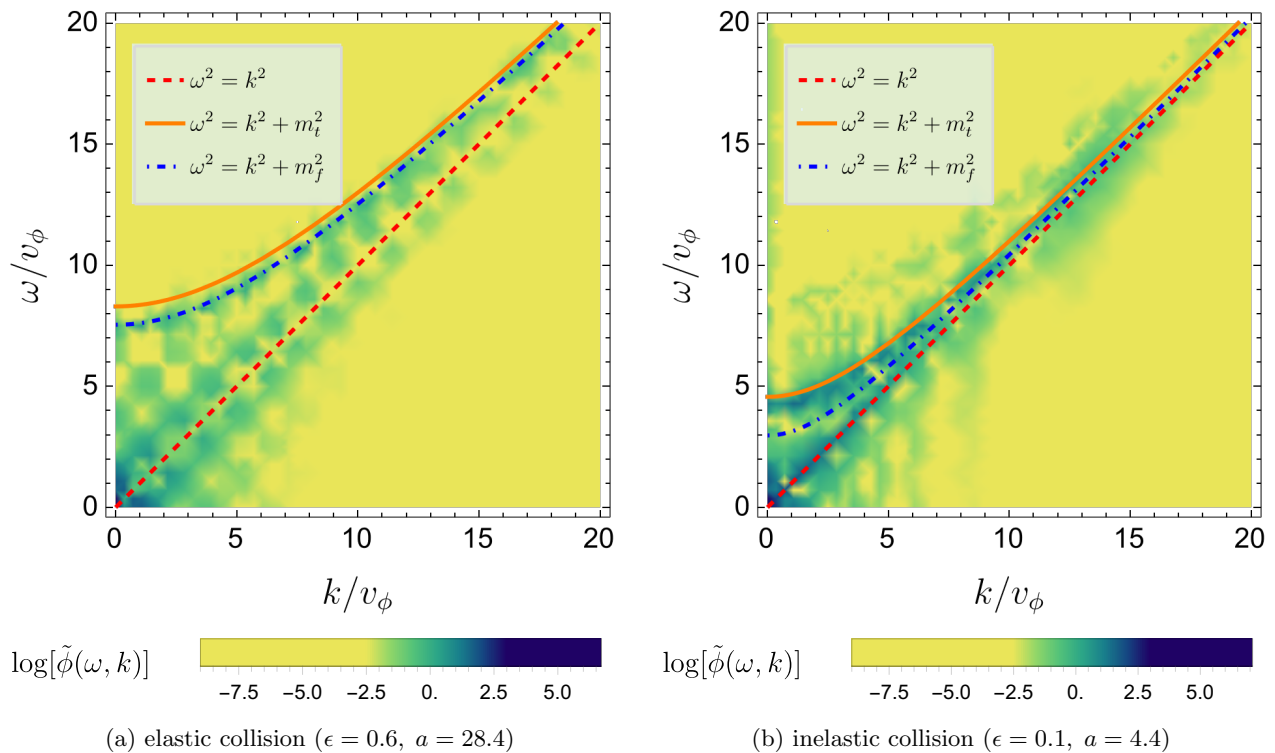 20
15
10
5
0
ω/v_ϕ
ω² = k²
ω² = k² + m_t²
ω² = k² + m_f²
0 5 10 15 20
k/v_ϕ
log[ϕ̃(ω, k)]
−7.5 −5.0 −2.5 0. 2.5 5.0
(a) elastic collision (ϵ = 0.6, a = 28.4)
20
15
10
5
0
ω/v_ϕ
ω² = k²
ω² = k² + m_t²
ω² = k² + m_f²
0 5 10 15 20
k/v_ϕ
log[ϕ̃(ω, k)]
−7.5 −5.0 −2.5 0. 2.5 5.0
(b) inelastic collision (ϵ = 0.1, a = 4.4)